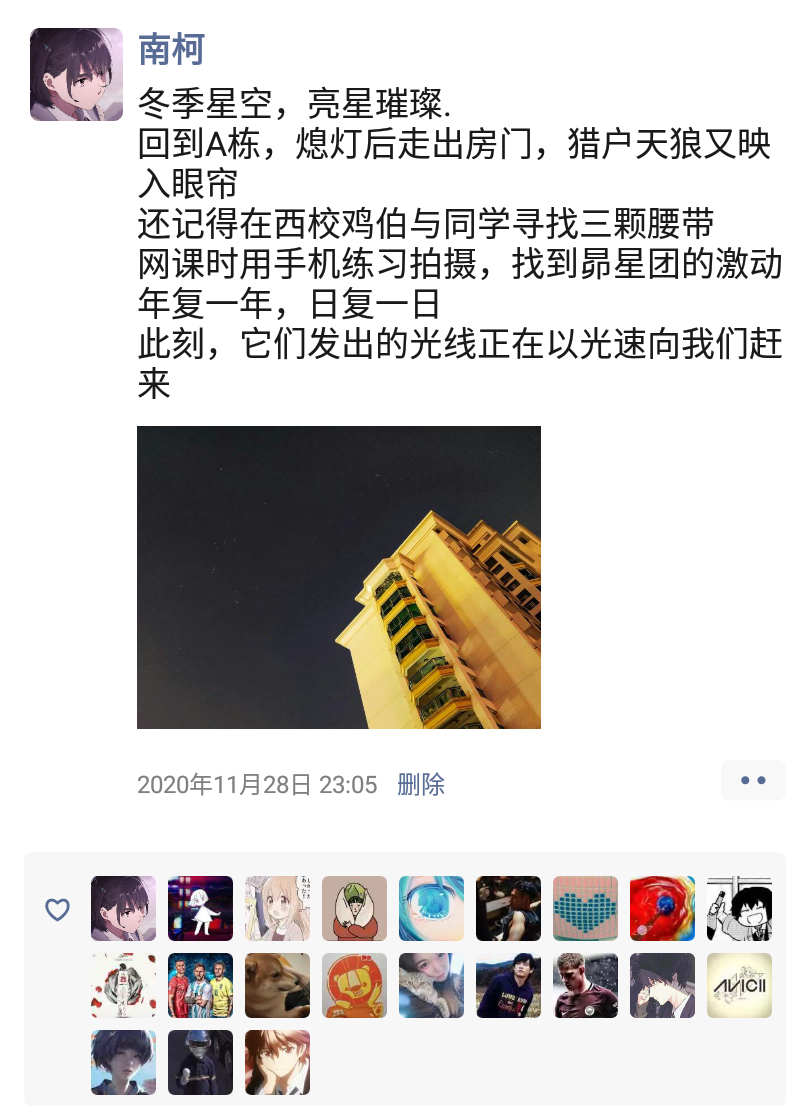 南柯
冬季星空，亮星璀璨.
回到A栋，熄灯后走出房门，猎户天狼又映
入眼帘
还记得在西校鸡伯与同学寻找三颗腰带
网课时用手机练习拍摄，找到昴星团的激动
年复一年，日复一日
此刻，它们发出的光线正在以光速向我们赶
来
2020年11月28日 23:05 删除
AVICII